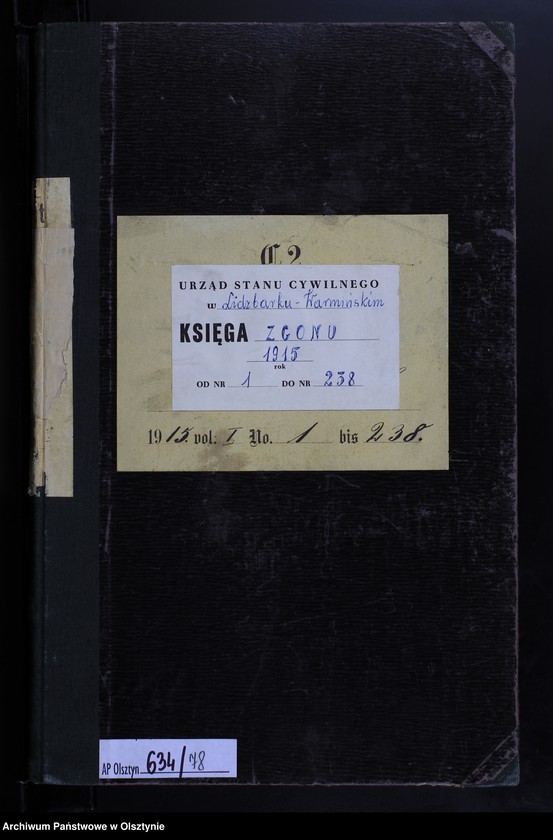 C 2
URZĄD STANU CYWILNEGO
w Lidzbarku-Warmińskim
KSIĘGA ZGONU
1915
rok
OD NR 1 DO NR 238
1915. vol. I No. 1 bis 238.
AP Olsztyn 634/78
Archiwum Państwowe w Olsztynie